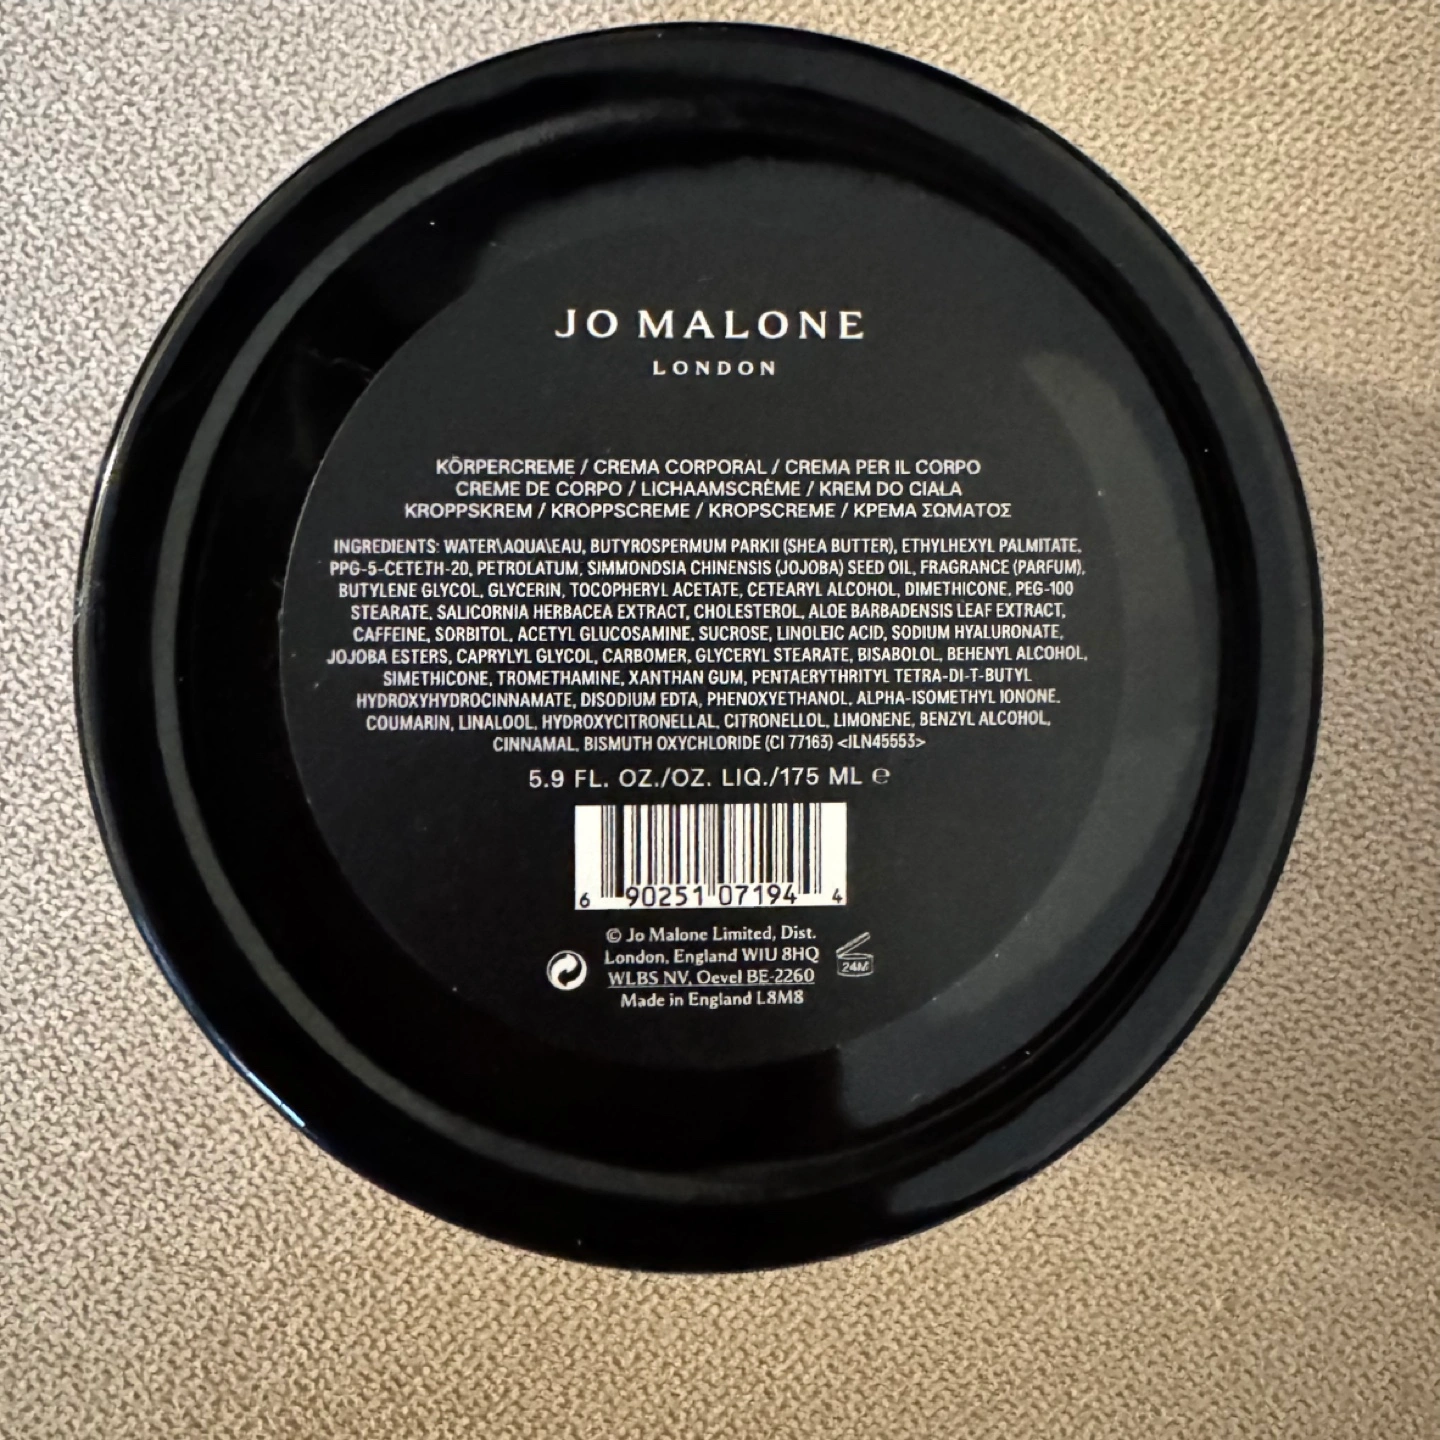 JO MALONE
LONDON
KÖRPERCREME / CREMA CORPORAL / CREMA PER IL CORPO
CREME DE CORPO / LICHAAMSCRÈME / KREM DO CIAŁA
KROPPSKREM / KROPPSCREME / KROPSCREME / ΚΡΕΜΑ ΣΩΜΑΤΟΣ
INGREDIENTS: WATER\AQUA\EAU, BUTYROSPERMUM PARKII (SHEA BUTTER), ETHYLHEXYL PALMITATE,
PPG-5-CETETH-20, PETROLATUM, SIMMONDSIA CHINENSIS (JOJOBA) SEED OIL, FRAGRANCE (PARFUM),
BUTYLENE GLYCOL, GLYCERIN, TOCOPHERYL ACETATE, CETEARYL ALCOHOL, DIMETHICONE, PEG-100
STEARATE, SALICORNIA HERBACEA EXTRACT, CHOLESTEROL, ALOE BARBADENSIS LEAF EXTRACT,
CAFFEINE, SORBITOL, ACETYL GLUCOSAMINE, SUCROSE, LINOLEIC ACID, SODIUM HYALURONATE,
JOJOBA ESTERS, CAPRYLYL GLYCOL, CARBOMER, GLYCERYL STEARATE, BISABOLOL, BEHENYL ALCOHOL,
SIMETHICONE, TROMETHAMINE, XANTHAN GUM, PENTAERYTHRITYL TETRA-DI-T-BUTYL
HYDROXYHYDROCINNAMATE, DISODIUM EDTA, PHENOXYETHANOL, ALPHA-ISOMETHYL IONONE,
COUMARIN, LINALOOL, HYDROXYCITRONELLAL, CITRONELLOL, LIMONENE, BENZYL ALCOHOL,
CINNAMAL, BISMUTH OXYCHLORIDE (CI 77163) <ILN45553>
5.9 FL. OZ./OZ. LIQ./175 ML ℮
6 90251 07194 4
© Jo Malone Limited, Dist.
London, England W1U 8HQ
WLBS NV, Oevel BE-2260
Made in England L8M8
24M